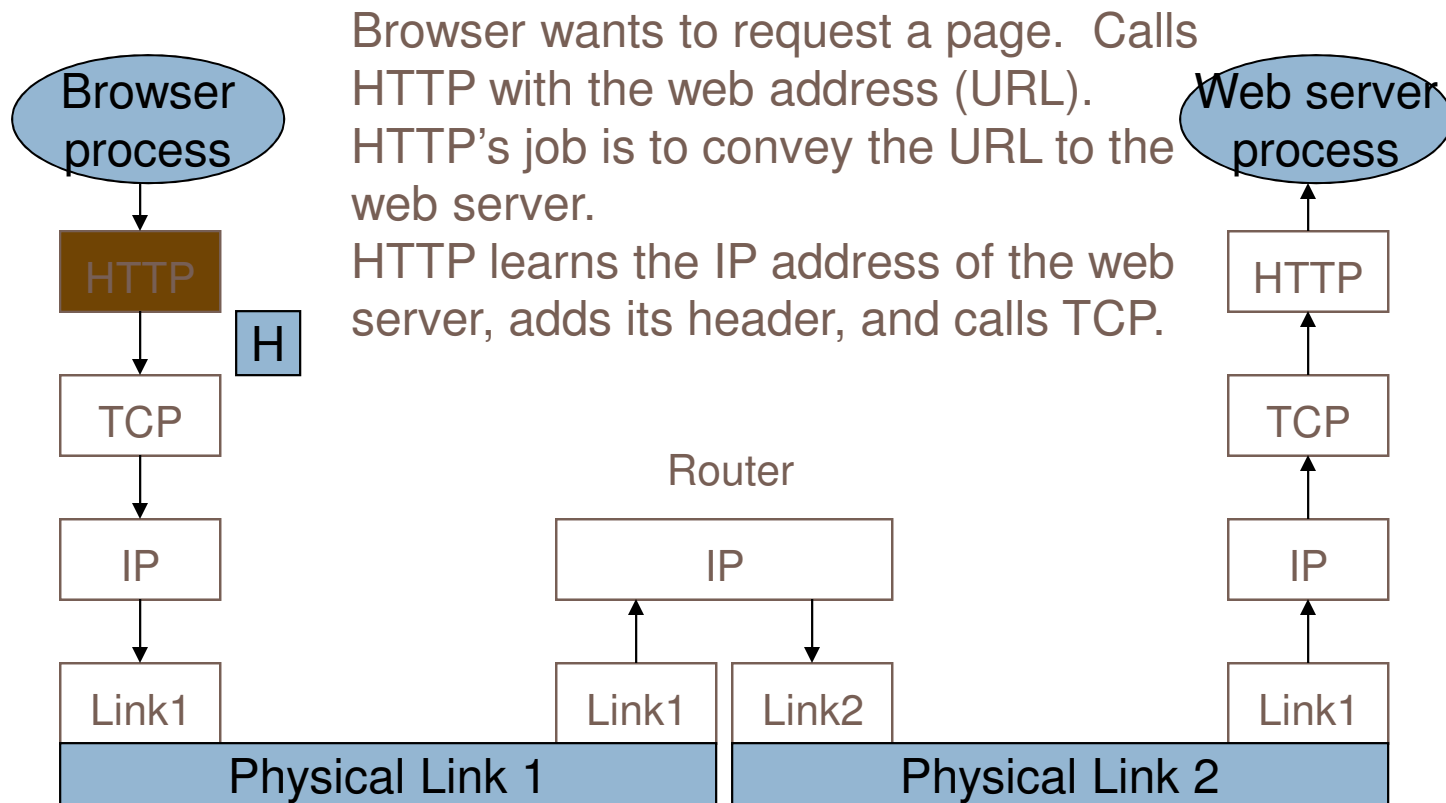 Browser wants to request a page.  Calls
HTTP with the web address (URL).
HTTP’s job is to convey the URL to the
web server.
HTTP learns the IP address of the web
server, adds its header, and calls TCP.
Browser
process
HTTP
H
TCP
IP
Link1
Router
IP
Link1
Link2
Web server
process
HTTP
TCP
IP
Link1
Physical Link 1
Physical Link 2